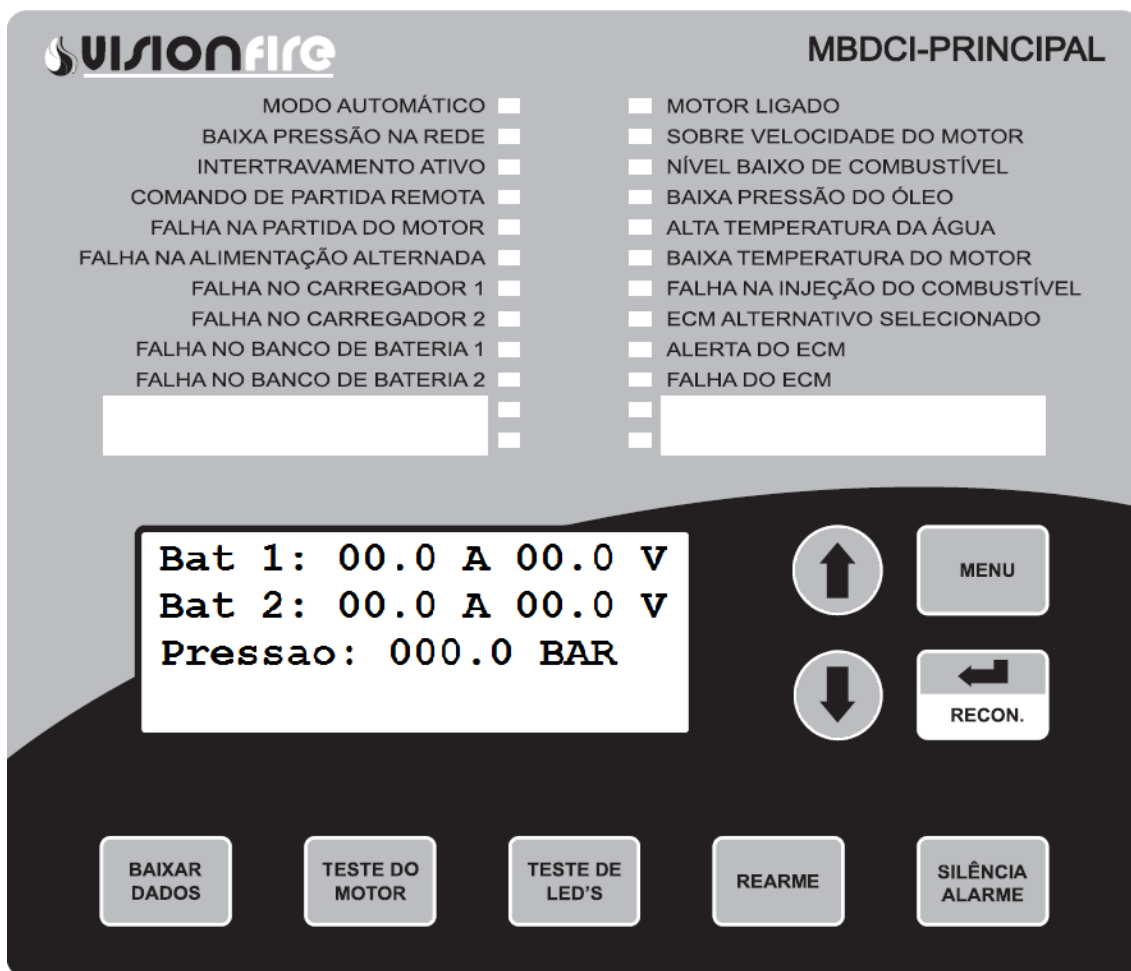 VISIONFIRE
MBDCI-PRINCIPAL
MODO AUTOMÁTICO
BAIXA PRESSÃO NA REDE
INTERTRAVAMENTO ATIVO
COMANDO DE PARTIDA REMOTA
FALHA NA PARTIDA DO MOTOR
FALHA NA ALIMENTAÇÃO ALTERNADA
FALHA NO CARREGADOR 1
FALHA NO CARREGADOR 2
FALHA NO BANCO DE BATERIA 1
FALHA NO BANCO DE BATERIA 2
MOTOR LIGADO
SOBRE VELOCIDADE DO MOTOR
NÍVEL BAIXO DE COMBUSTÍVEL
BAIXA PRESSÃO DO ÓLEO
ALTA TEMPERATURA DA ÁGUA
BAIXA TEMPERATURA DO MOTOR
FALHA NA INJEÇÃO DO COMBUSTÍVEL
ECM ALTERNATIVO SELECIONADO
ALERTA DO ECM
FALHA DO ECM
Bat 1: 00.0 A 00.0 V
Bat 2: 00.0 A 00.0 V
Pressao: 000.0 BAR
MENU
RECON.
BAIXAR
DADOS
TESTE DO
MOTOR
TESTE DE
LED'S
REARME
SILÊNCIA
ALARME